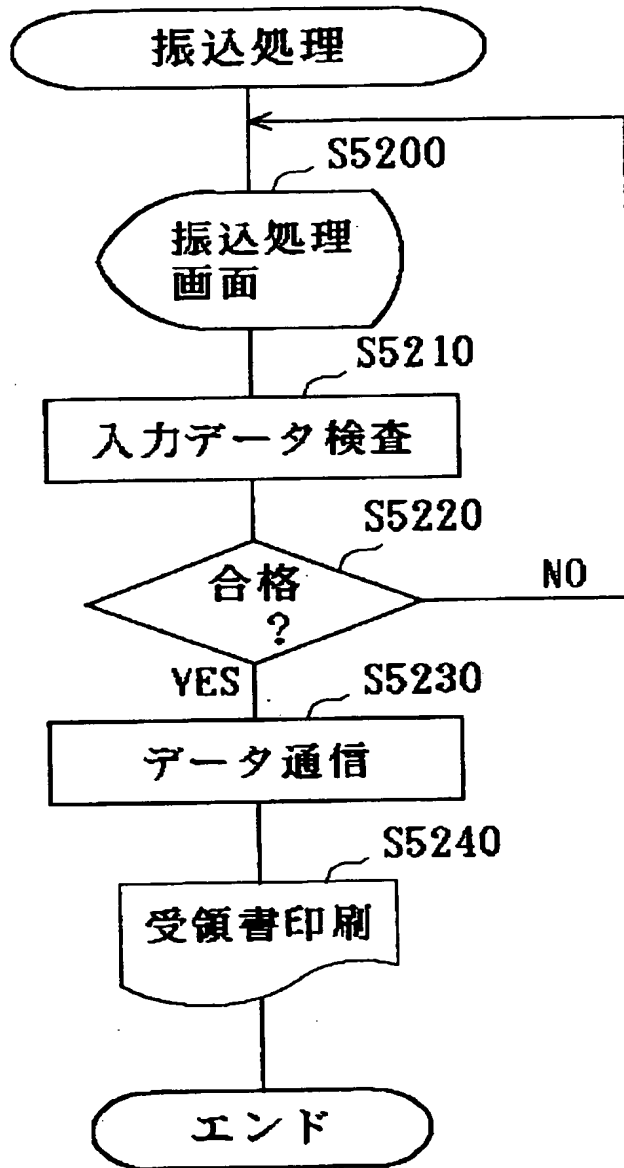 振込処理
S5200
振込処理
画面
S5210
入力データ検査
S5220
合格
?
NO
YES
S5230
データ通信
S5240
受領書印刷
エンド